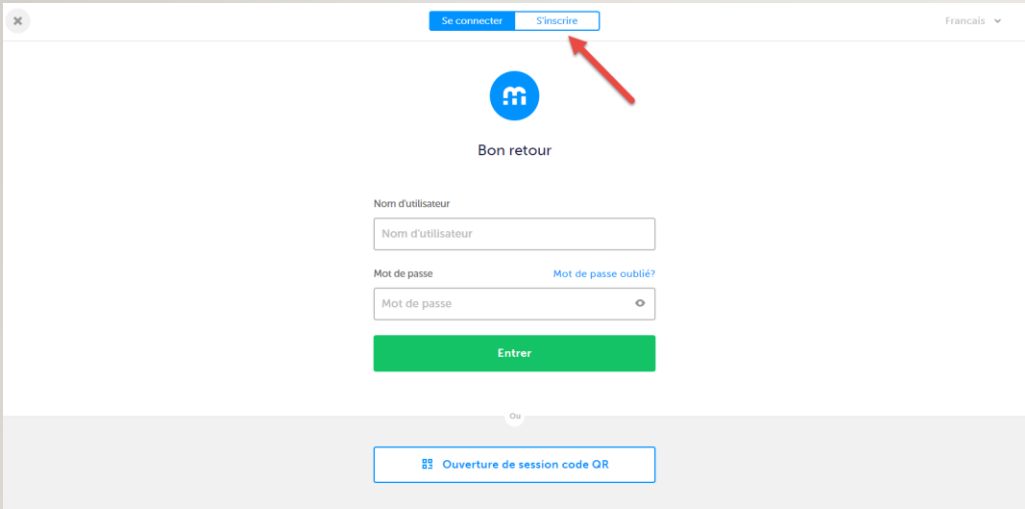 Se connecter
S'inscrire
Francais
Bon retour
Nom d'utilisateur
Nom d'utilisateur
Mot de passe
Mot de passe oublié?
Mot de passe
Entrer
Ou
Ouverture de session code QR